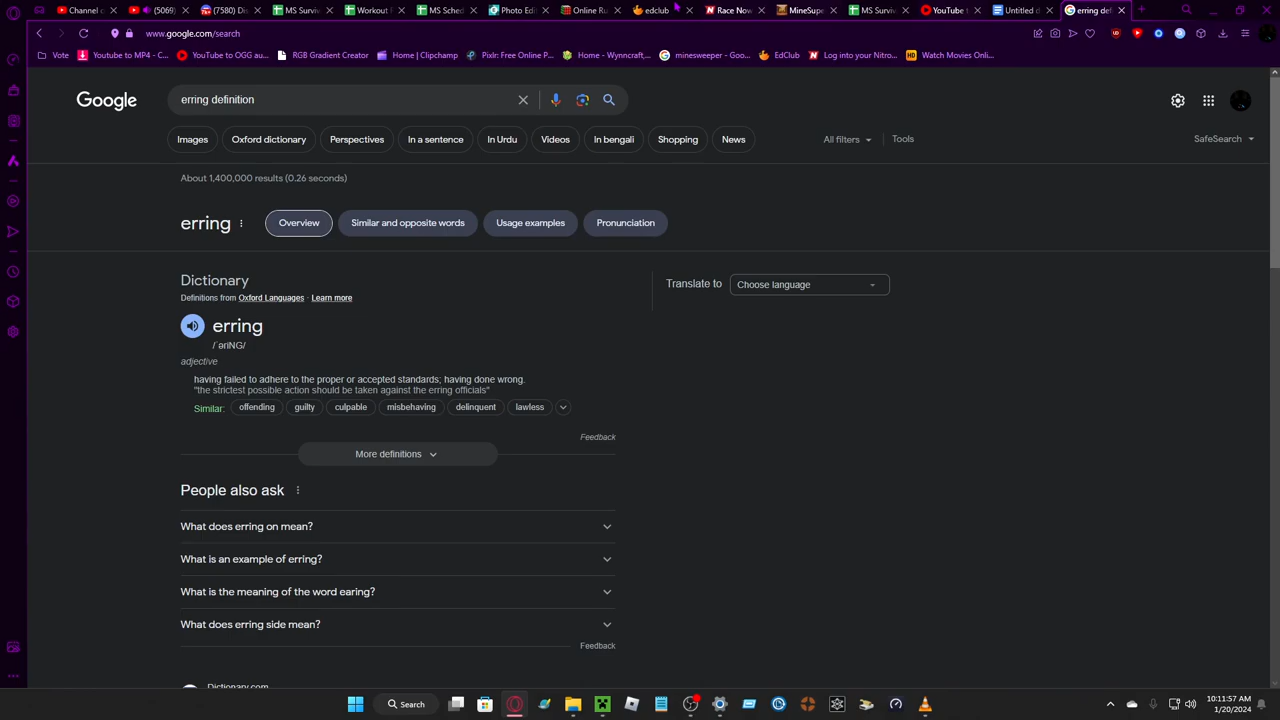 Channel c
(5069)
(7580) Di
MS Surviv
Workout I
MS Sched
Photo Edi
Online Ru
edclub
Race Now
MineSupe
MS Surviv
YouTube t
Untitled d
erring de
www.google.com/search
Vote
Youtube to MP4 - C...
YouTube to OGG au...
RGB Gradient Creator
Home | Clipchamp
Pixlr: Free Online P...
Home - Wynncraft,...
minesweeper - Goo...
EdClub
Log into your Nitro...
Watch Movies Onli...
Google
erring definition
Images
Oxford dictionary
Perspectives
In a sentence
In Urdu
Videos
In bengali
Shopping
News
All filters
Tools
SafeSearch
About 1,400,000 results (0.26 seconds)
erring
Overview
Similar and opposite words
Usage examples
Pronunciation
Dictionary
Definitions from Oxford Languages · Learn more
Translate to
Choose language
erring
/ˈəriNG/
adjective
having failed to adhere to the proper or accepted standards; having done wrong.
"the strictest possible action should be taken against the erring officials"
Similar:
offending
guilty
culpable
misbehaving
delinquent
lawless
Feedback
More definitions
People also ask
What does erring on mean?
What is an example of erring?
What is the meaning of the word earing?
What does erring side mean?
Feedback
Dictionary.com
Search
10:11:57 AM
1/20/2024